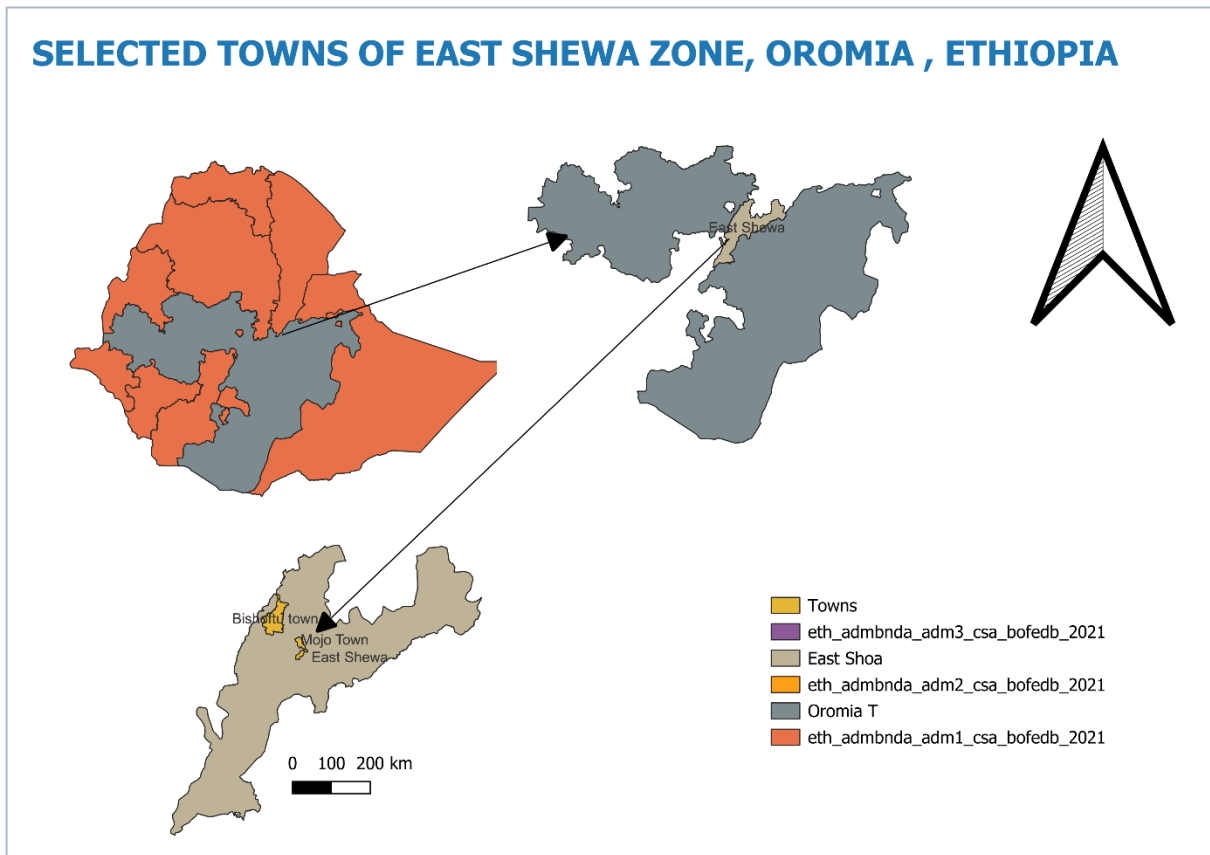 SELECTED TOWNS OF EAST SHEWA ZONE, OROMIA , ETHIOPIA
East Shewa
Bishoftu town
Mojo Town
East Shewa
0 100 200 km
Towns
eth_admbnda_adm3_csa_bofedb_2021
East Shoa
eth_admbnda_adm2_csa_bofedb_2021
Oromia T
eth_admbnda_adm1_csa_bofedb_2021